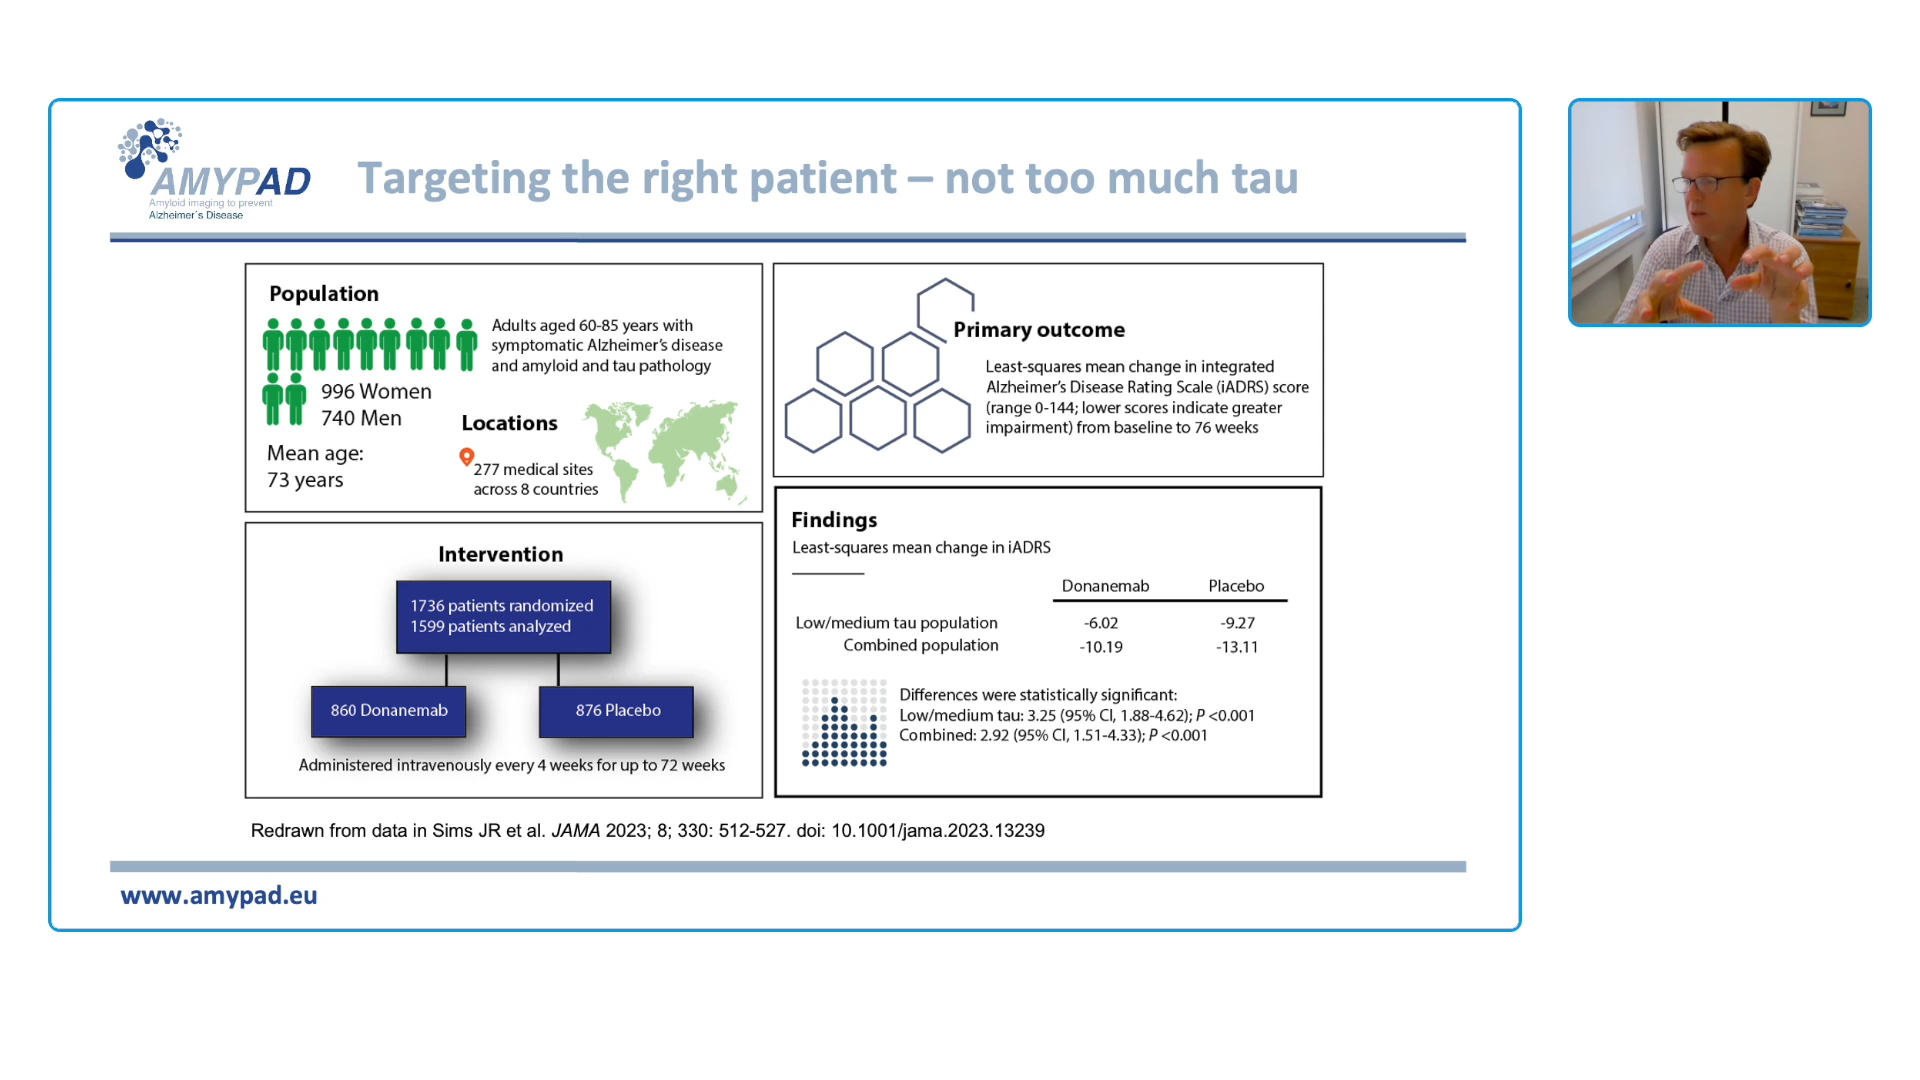 AMYPAD
Amyloid imaging to prevent
Alzheimer´s Disease
Targeting the right patient – not too much tau
Population
Adults aged 60-85 years with
symptomatic Alzheimer's disease
and amyloid and tau pathology
996 Women
740 Men
Mean age:
73 years
Locations
277 medical sites
across 8 countries
Primary outcome
Least-squares mean change in integrated
Alzheimer's Disease Rating Scale (iADRS) score
(range 0-144; lower scores indicate greater
impairment) from baseline to 76 weeks
Intervention
1736 patients randomized
1599 patients analyzed
860 Donanemab
876 Placebo
Administered intravenously every 4 weeks for up to 72 weeks
Findings
Least-squares mean change in iADRS
Donanemab Placebo
Low/medium tau population -6.02 -9.27
Combined population -10.19 -13.11
Differences were statistically significant:
Low/medium tau: 3.25 (95% CI, 1.88-4.62); P <0.001
Combined: 2.92 (95% CI, 1.51-4.33); P <0.001
Redrawn from data in Sims JR et al. JAMA 2023; 8; 330: 512-527. doi: 10.1001/jama.2023.13239
www.amypad.eu